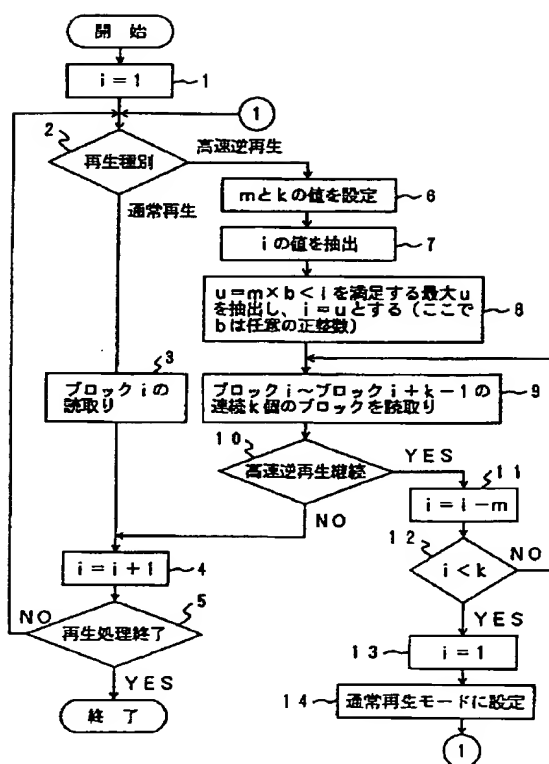 開 始
i = 1
1
①
2
再生種別
高速逆再生
通常再生
mとkの値を設定
6
iの値を抽出
7
u=m×b<iを満足する最大u
を抽出し、i=uとする(ここで
bは任意の正整数)
8
3
ブロックiの
読取り
ブロックi~ブロックi+k-1の
連続k個のブロックを読取り
9
10
高速逆再生継続
YES
NO
11
i=i-m
12
i<k
NO
YES
i=i+1
4
5
NO
再生処理終了
YES
終 了
13
i=1
14
通常再生モードに設定
①